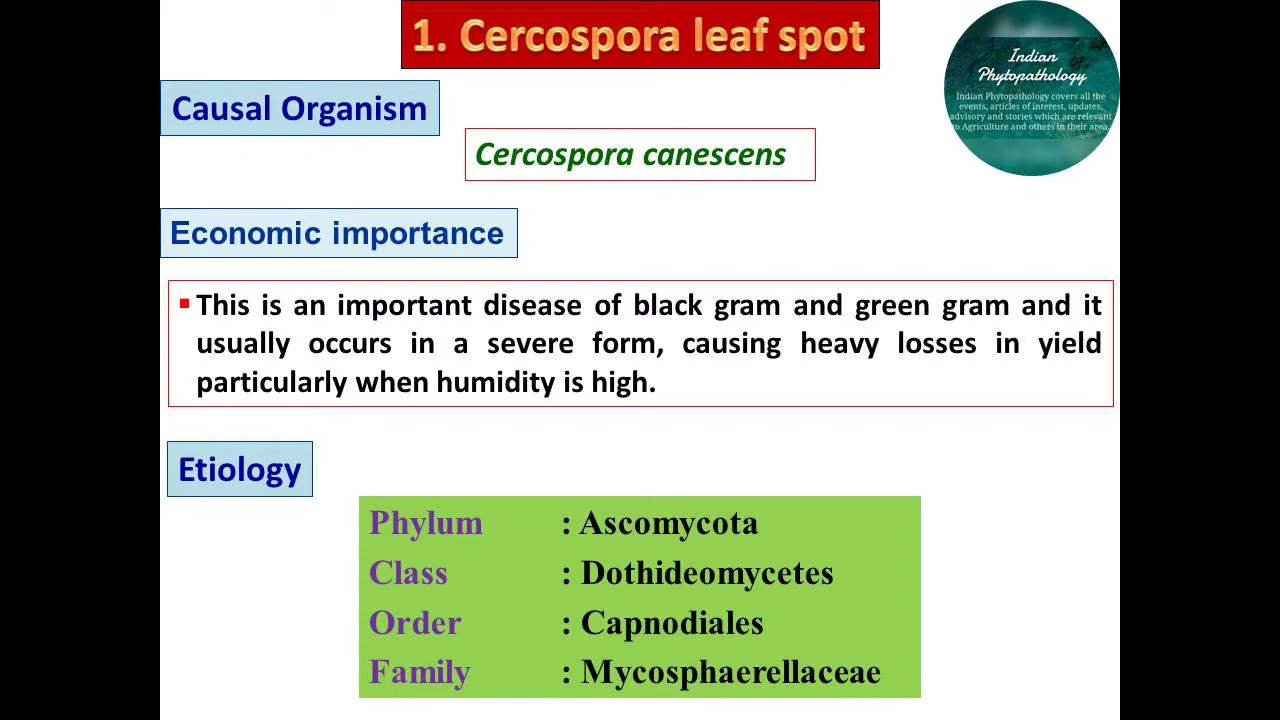 1. Cercospora leaf spot
Indian
Phytopathology
Indian Phytopathology covers all the
events, articles of interest, updates,
advisory and stories which are relevant
to Agriculture and others in their area.
Causal Organism
Cercospora canescens
Economic importance
▪ This is an important disease of black gram and green gram and it
usually occurs in a severe form, causing heavy losses in yield
particularly when humidity is high.
Etiology
Phylum : Ascomycota
Class : Dothideomycetes
Order : Capnodiales
Family : Mycosphaerellaceae